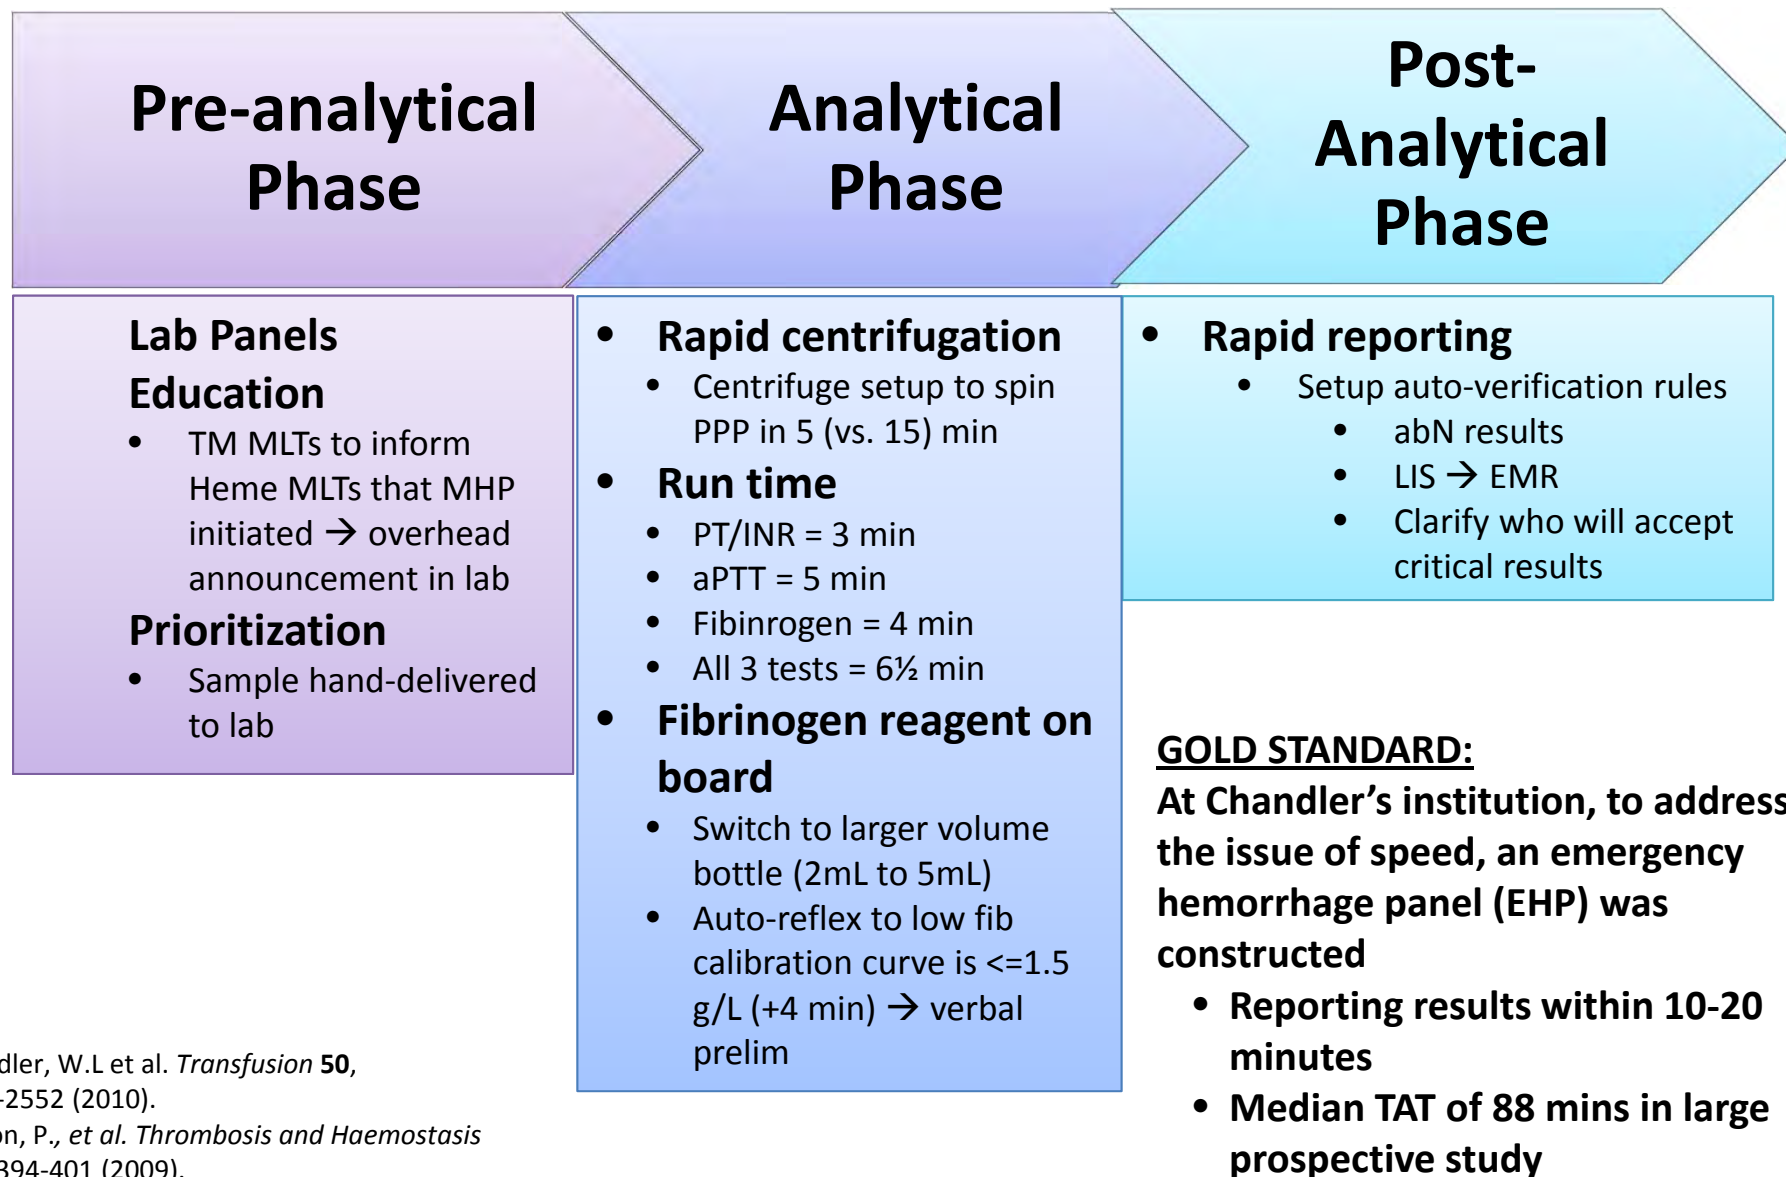 Pre-analytical
Phase
Analytical
Phase
Post-
Analytical
Phase
Lab Panels
Education
• TM MLTs to inform
Heme MLTs that MHP
initiated → overhead
announcement in lab
Prioritization
• Sample hand-delivered
to lab
• Rapid centrifugation
• Centrifuge setup to spin
PPP in 5 (vs. 15) min
• Run time
• PT/INR = 3 min
• aPTT = 5 min
• Fibinrogen = 4 min
• All 3 tests = 6½ min
• Fibrinogen reagent on
board
• Switch to larger volume
bottle (2mL to 5mL)
• Auto-reflex to low fib
calibration curve is <=1.5
g/L (+4 min) → verbal
prelim
• Rapid reporting
• Setup auto-verification rules
• abN results
• LIS → EMR
• Clarify who will accept
critical results
GOLD STANDARD:
At Chandler’s institution, to address
the issue of speed, an emergency
hemorrhage panel (EHP) was
constructed
• Reporting results within 10-20
minutes
• Median TAT of 88 mins in large
prospective study
dler, W.L et al. Transfusion 50,
-2552 (2010).
on, P., et al. Thrombosis and Haemostasis
394-401 (2009).